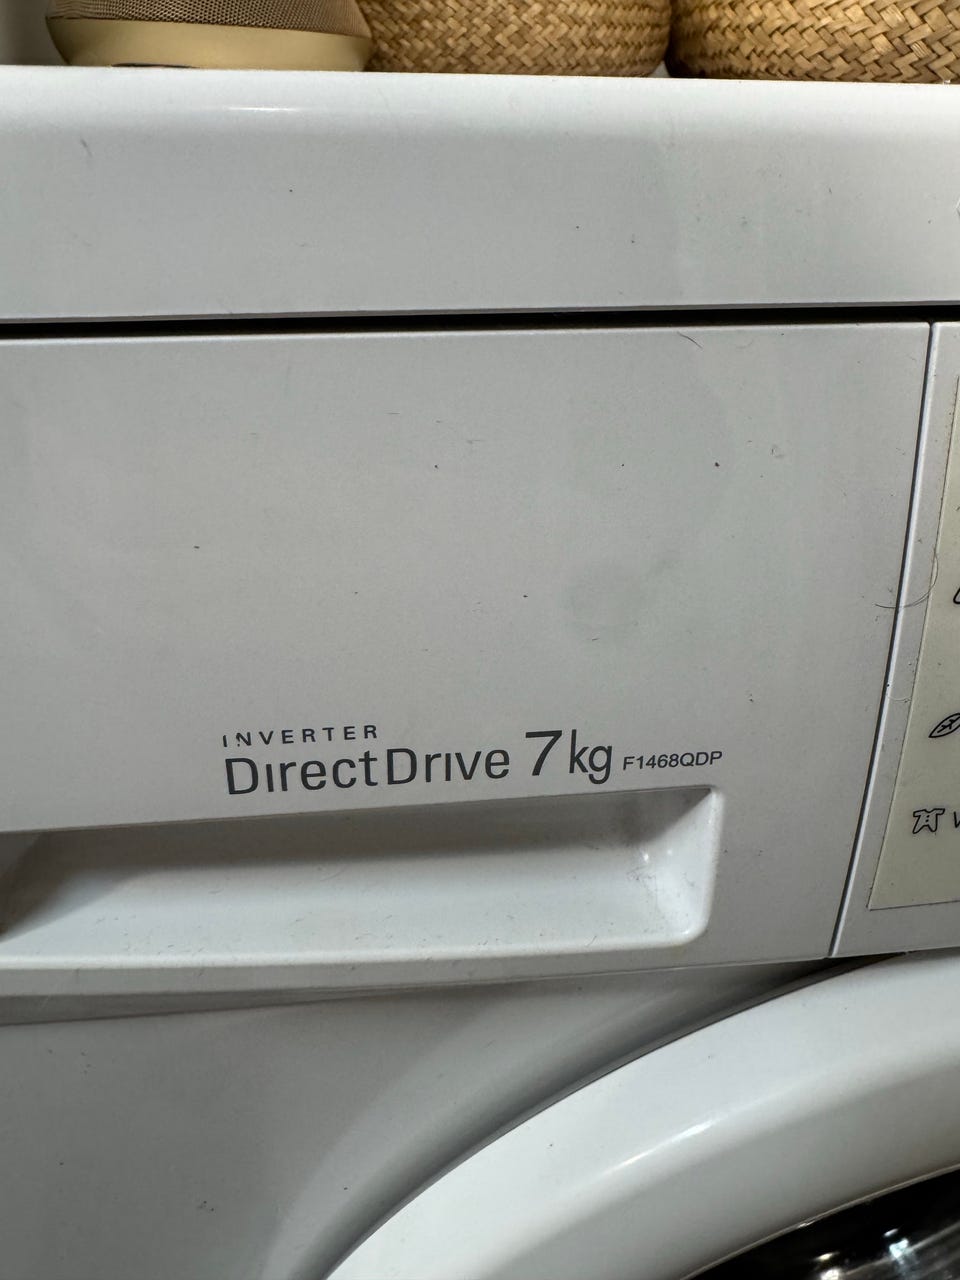 INVERTER
DirectDrive 7kg F1468QDP